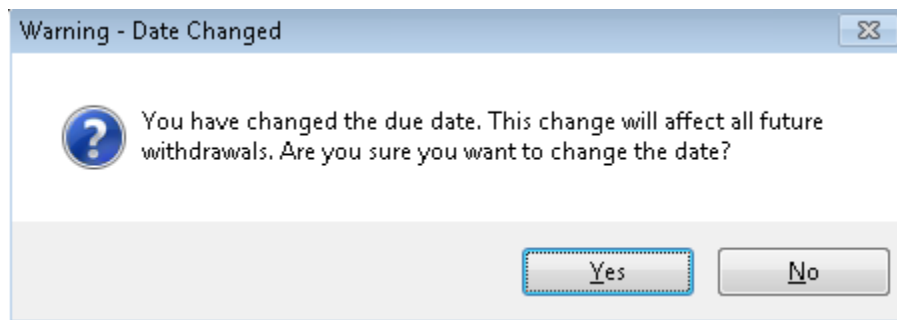 Warning - Date Changed
You have changed the due date. This change will affect all future
withdrawals. Are you sure you want to change the date?
Yes
No